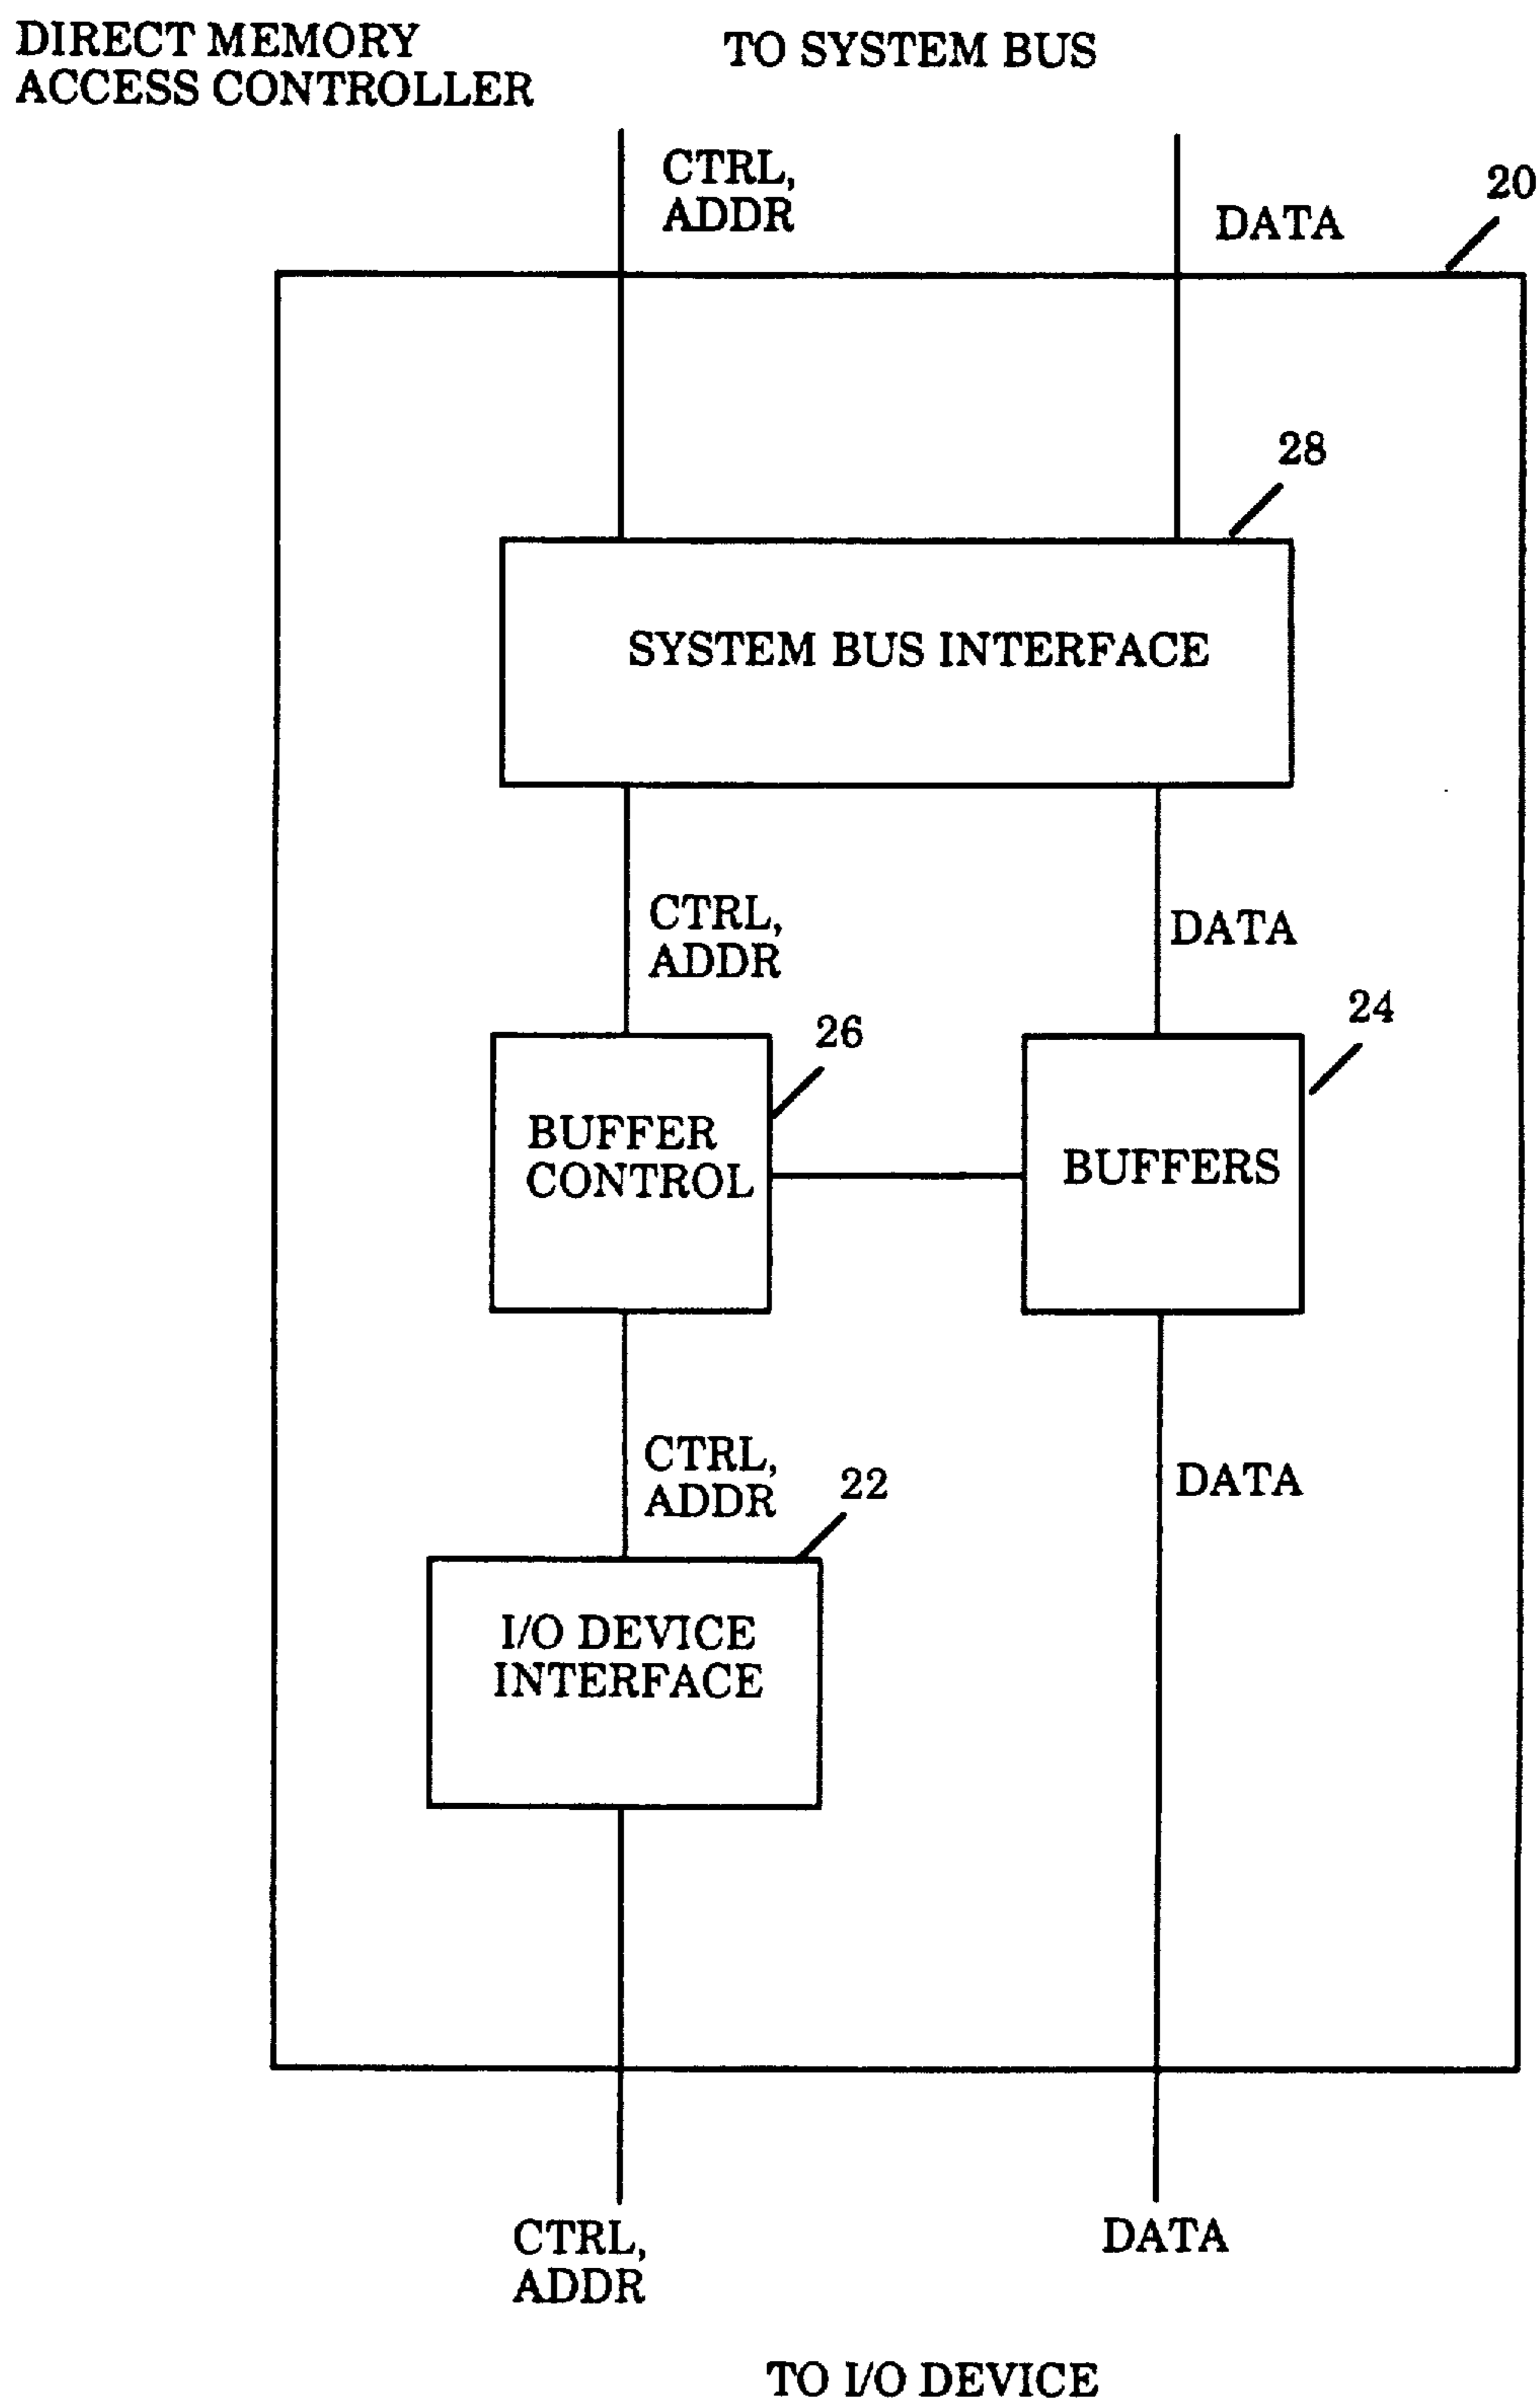 DIRECT MEMORY
ACCESS CONTROLLER
TO SYSTEM BUS
CTRL,
ADDR
DATA
20
28
SYSTEM BUS INTERFACE
CTRL,
ADDR
DATA
26
24
BUFFER
CONTROL
BUFFERS
CTRL,
ADDR
22
DATA
I/O DEVICE
INTERFACE
CTRL,
ADDR
DATA
TO I/O DEVICE